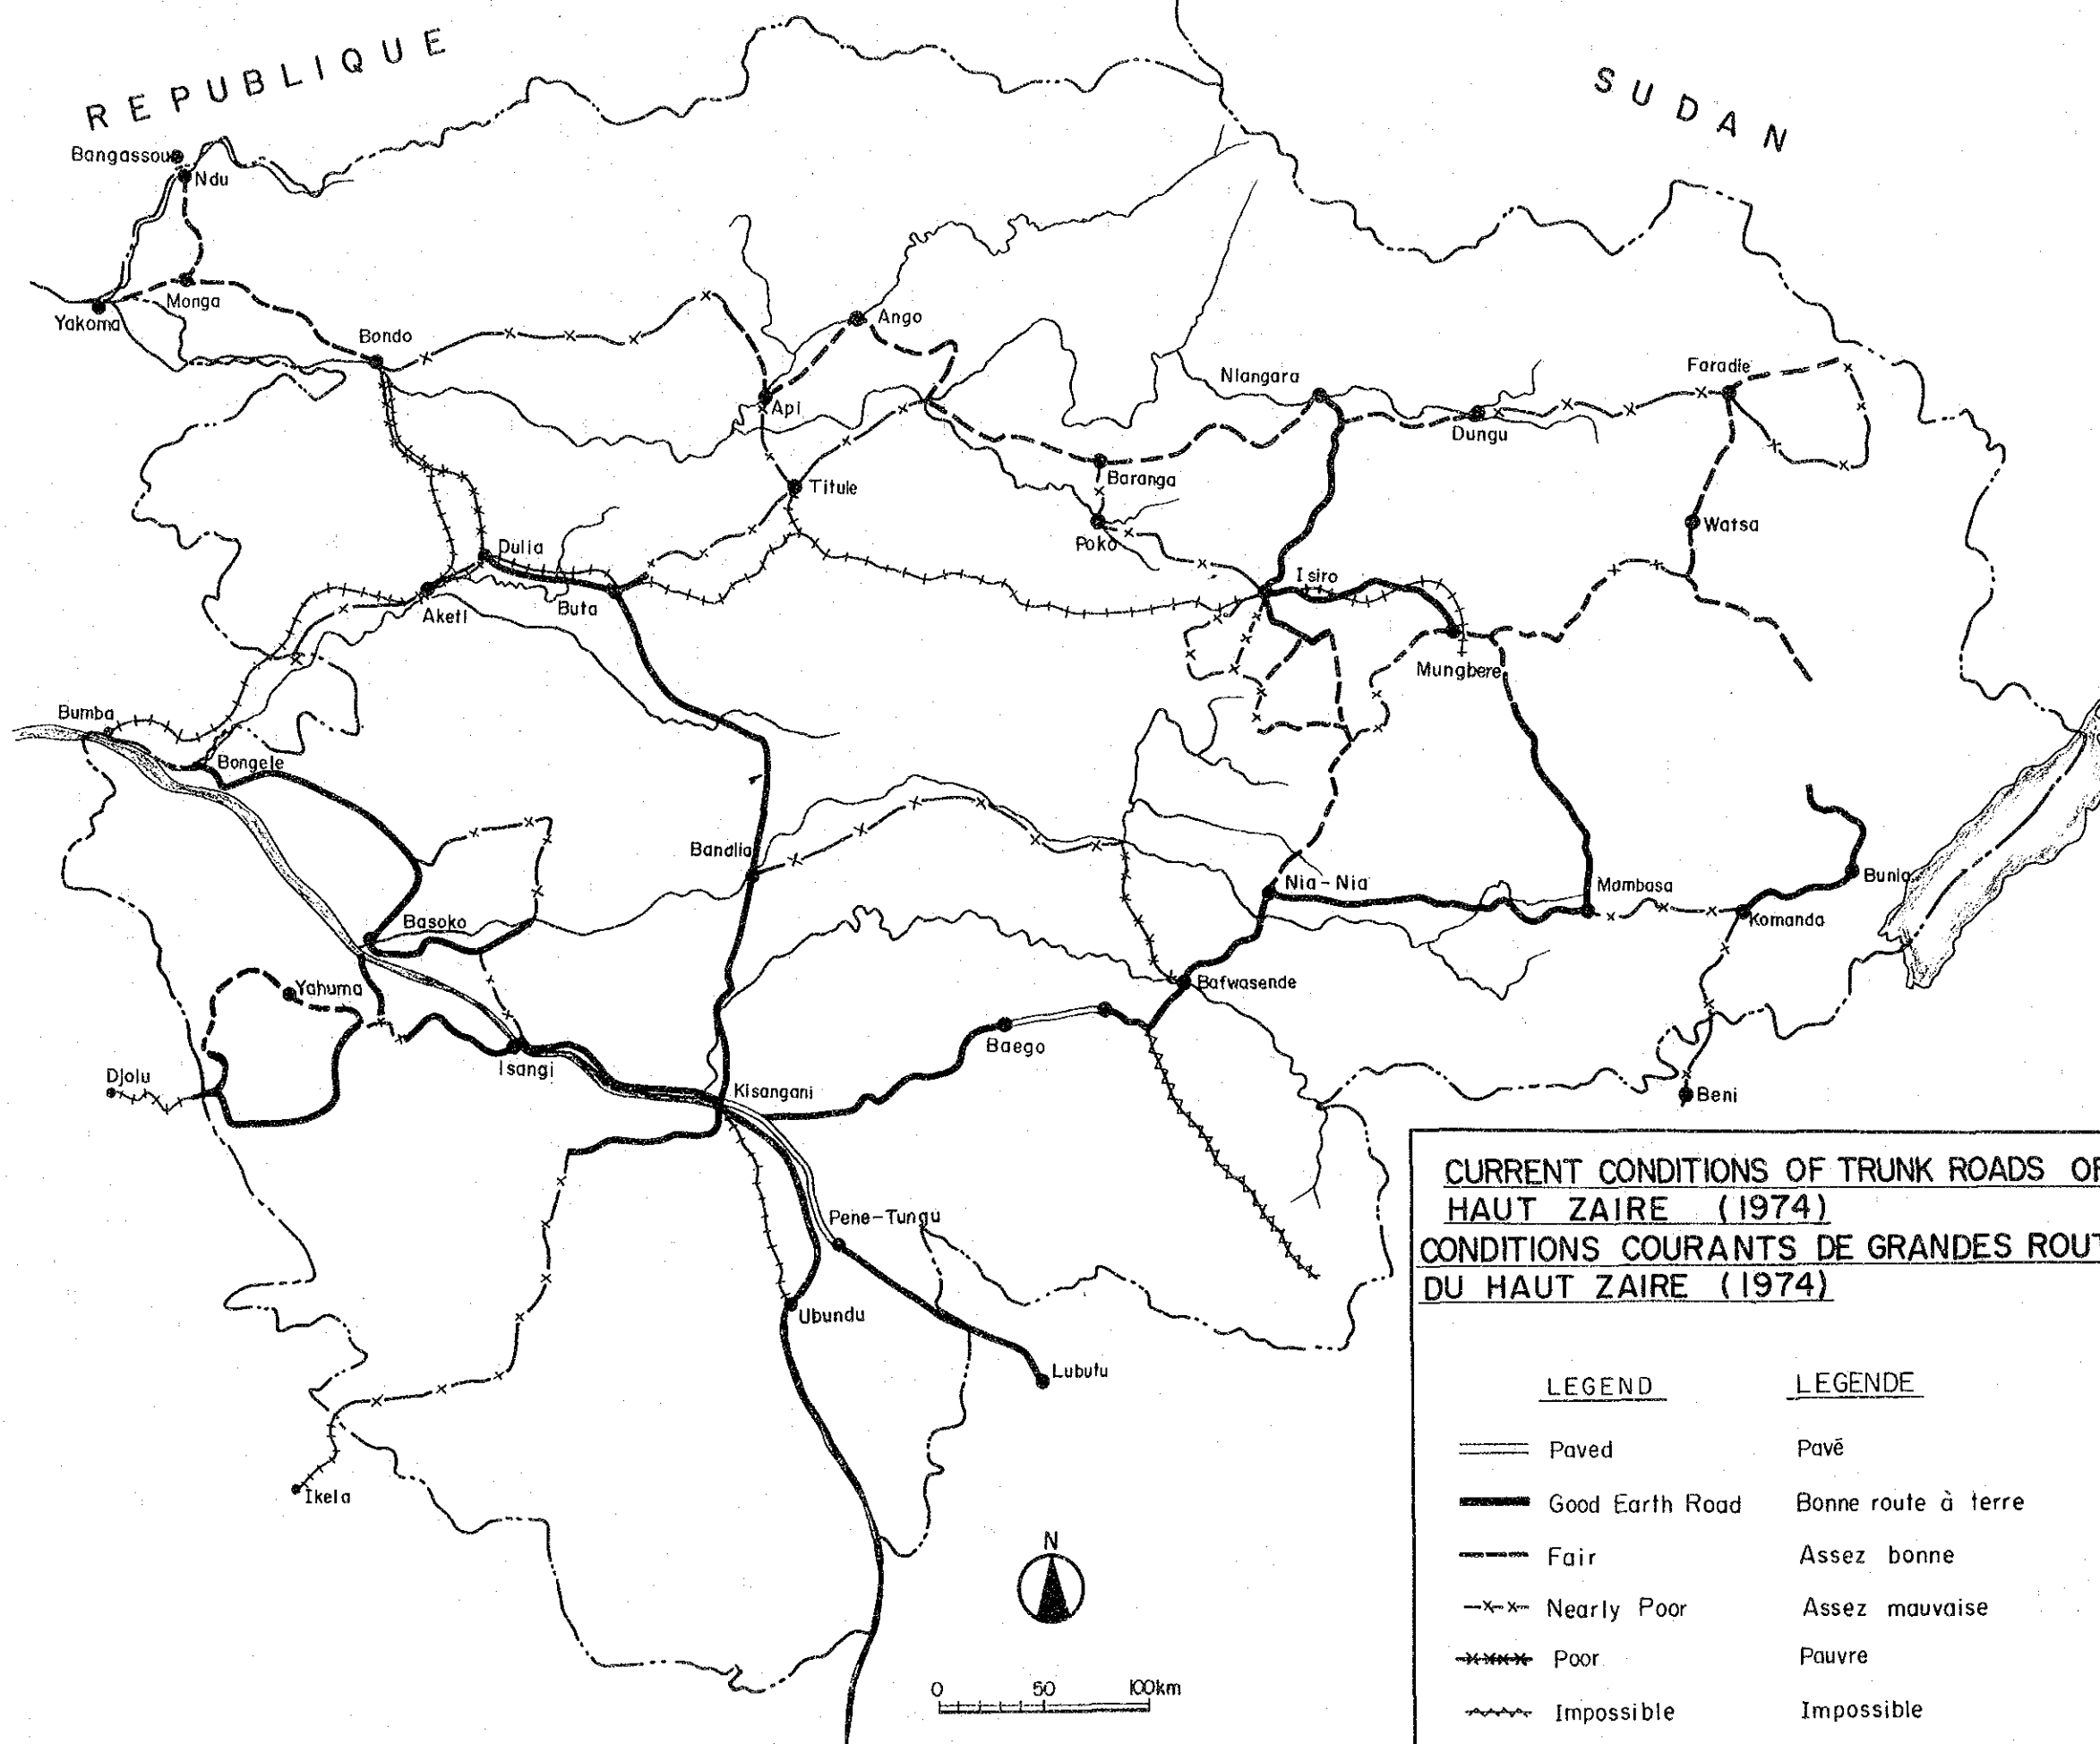 REPUBLIQUE
SUDAN
Bangassou
Ndu
Monga
Yakoma
Bondo
Ango
Api
Niangara
Faradie
Dungu
Baranga
Titule
Watsa
Poko
Dulia
Isiro
Buta
Aketi
Mungbere
Bumba
Bongele
Bandlia
Nia-Nia
Mambasa
Bunia
Komanda
Basoko
Yahuma
Bafwasende
Baego
Isangi
Djolu
Kisangani
Beni
Pene-Tungu
Ubundu
Lubutu
Ikela
N
0 50 100km
CURRENT CONDITIONS OF TRUNK ROADS OF
HAUT ZAIRE (1974)
CONDITIONS COURANTS DE GRANDES ROUT
DU HAUT ZAIRE (1974)
LEGEND LEGENDE
Paved Pavé
Good Earth Road Bonne route à terre
Fair Assez bonne
Nearly Poor Assez mauvaise
Poor Pauvre
Impossible Impossible